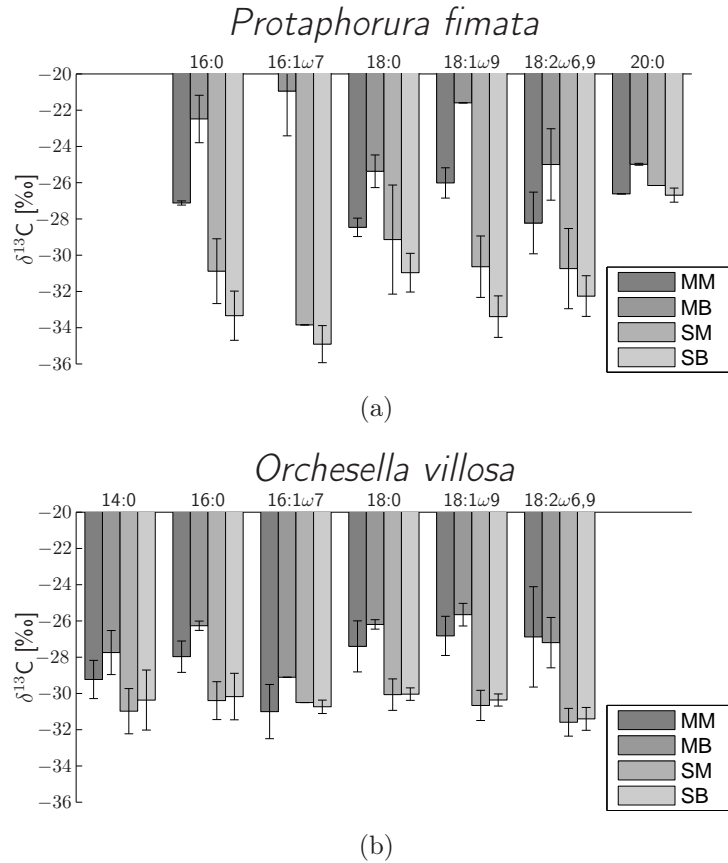 Protaphorura fimata
16:0 16:1ω7 18:0 18:1ω9 18:2ω6,9 20:0
−20
−22
−24
−26
−28
−30
−32
−34
−36
δ¹³C [‰]
MM
MB
SM
SB
(a)
Orchesella villosa
14:0 16:0 16:1ω7 18:0 18:1ω9 18:2ω6,9
−20
−22
−24
−26
−28
−30
−32
−34
−36
δ¹³C [‰]
MM
MB
SM
SB
(b)